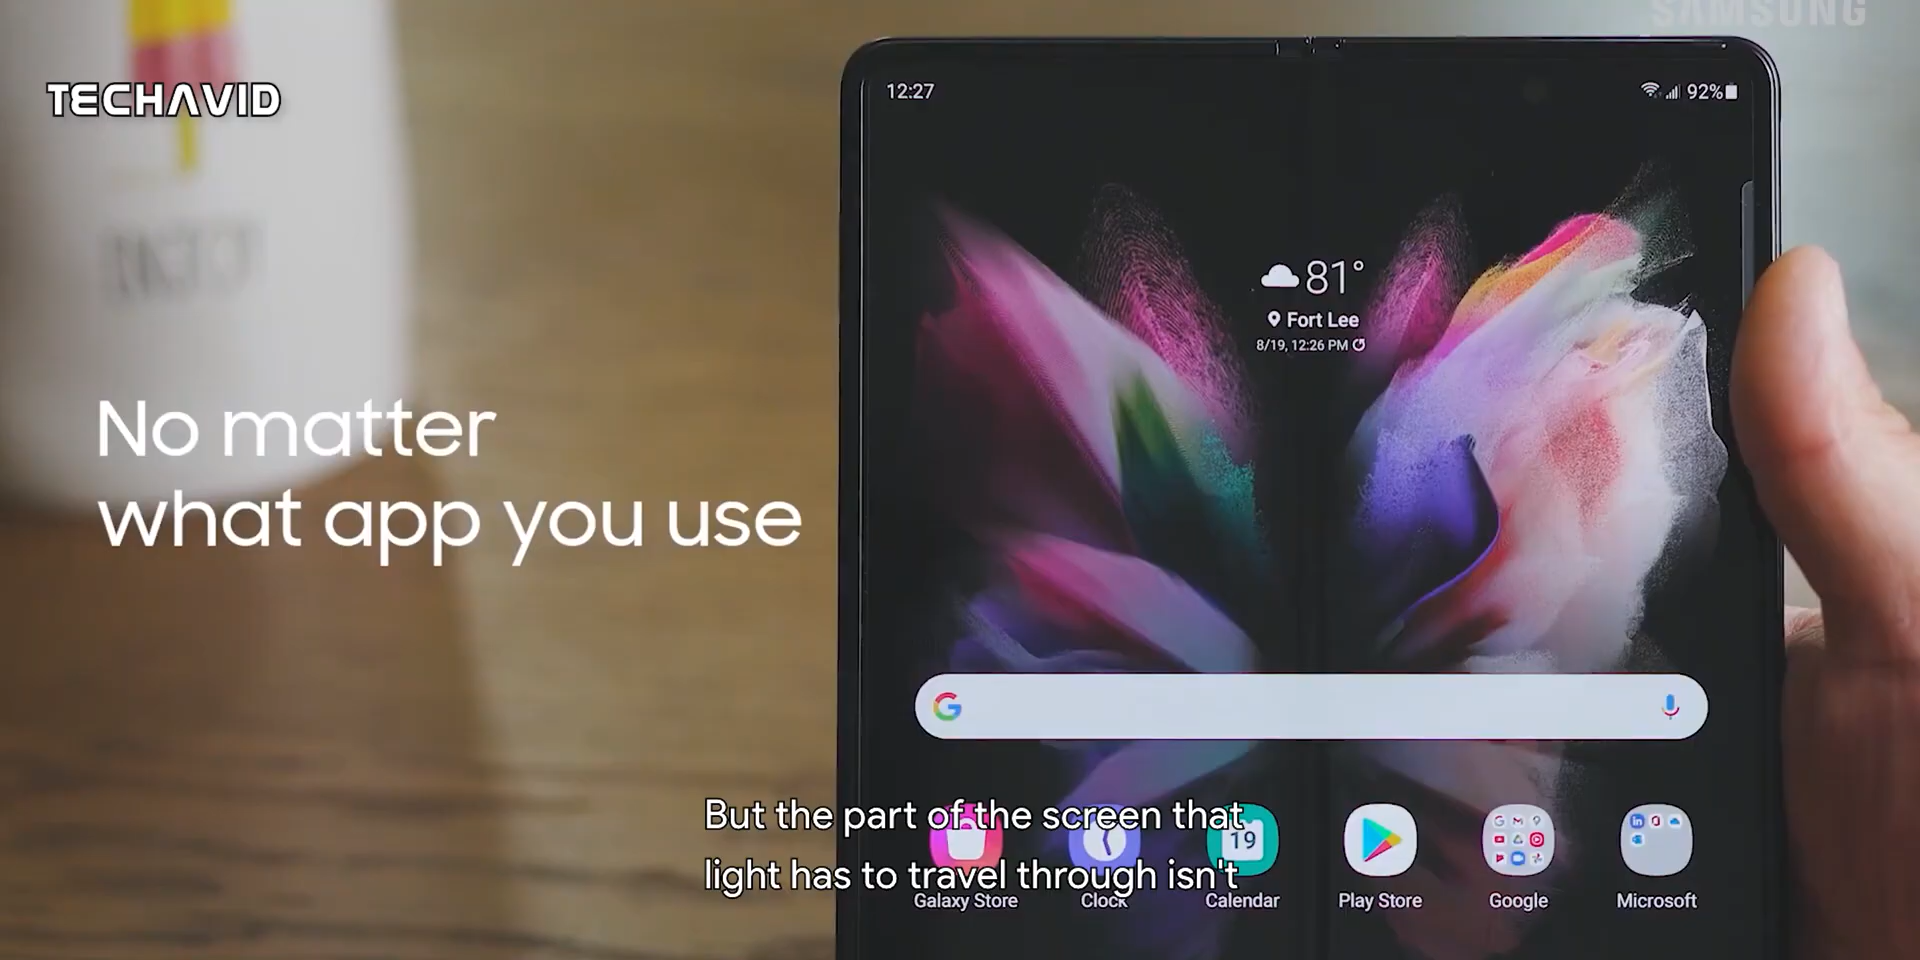 SAMSUNG
TECHAVID
12:27
92%
81°
Fort Lee
8/19, 12:26 PM
No matter
what app you use
G
But the part of the screen that
light has to travel through isn't
19
Galaxy Store
Clock
Calendar
Play Store
Google
Microsoft